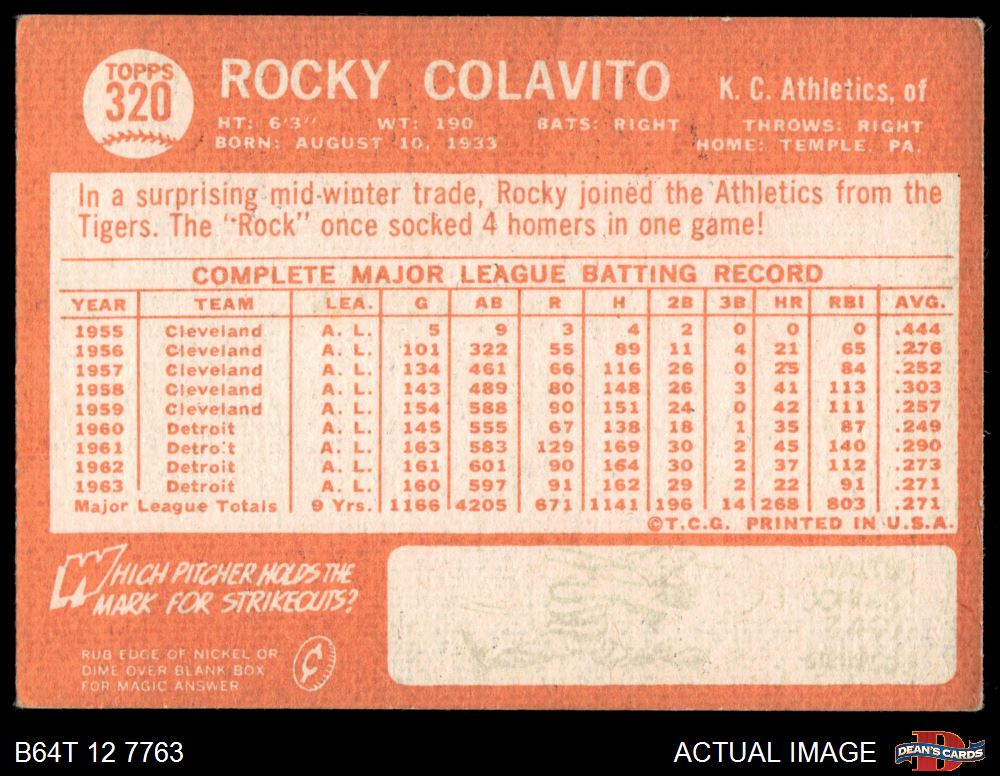 TOPPS
320
ROCKY COLAVITO K. C. Athletics, of
HT: 6'3" WT: 190 BATS: RIGHT THROWS: RIGHT
BORN: AUGUST 10, 1933 HOME: TEMPLE, PA.
In a surprising mid-winter trade, Rocky joined the Athletics from the
Tigers. The "Rock" once socked 4 homers in one game!
COMPLETE MAJOR LEAGUE BATTING RECORD
YEAR TEAM LEA. G AB R H 2B 3B HR RBI AVG.
1955 Cleveland A. L. 5 9 3 4 2 0 0 0 .444
1956 Cleveland A. L. 101 322 55 89 11 4 21 65 .276
1957 Cleveland A. L. 134 461 66 116 26 0 25 84 .252
1958 Cleveland A. L. 143 489 80 148 26 3 41 113 .303
1959 Cleveland A. L. 154 588 90 151 24 0 42 111 .257
1960 Detroit A. L. 145 555 67 138 18 1 35 87 .249
1961 Detroit A. L. 163 583 129 169 30 2 45 140 .290
1962 Detroit A. L. 161 601 90 164 30 2 37 112 .273
1963 Detroit A. L. 160 597 91 162 29 2 22 91 .271
Major League Totals 9 Yrs. 1166 4205 671 1141 196 14 268 803 .271
©T.C.G. PRINTED IN U.S.A.
WHICH PITCHER HOLDS THE
MARK FOR STRIKEOUTS?
RUB EDGE OF NICKEL OR
DIME OVER BLANK BOX
FOR MAGIC ANSWER
B64T 12 7763
ACTUAL IMAGE
DEAN'S CARDS